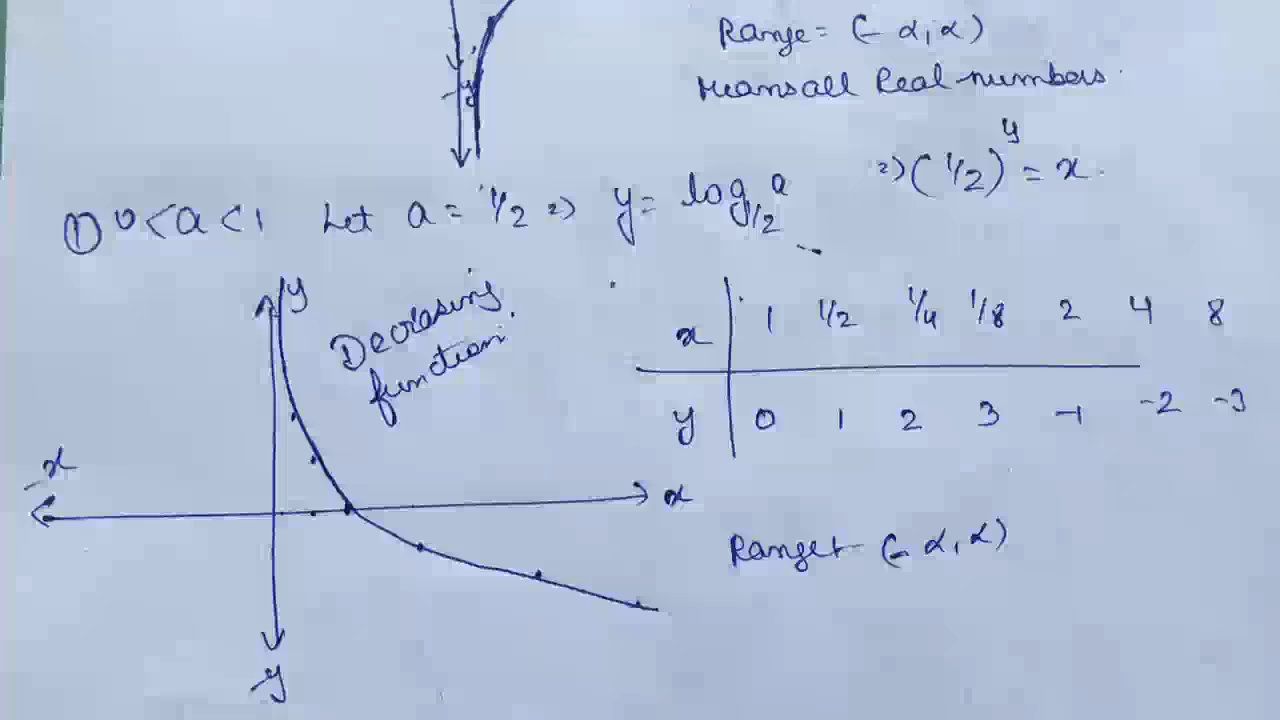 -y
Range = (-α, α)
Means all Real numbers.
① 0 < a < 1 Let a = 1/2 => y = log_{1/2} a => (1/2)^y = x.
y
Decreasing
function.
x | 1 1/2 1/4 1/8 2 4 8
y | 0 1 2 3 -1 -2 -3
-x
x
Range :- (-α, α)
-y